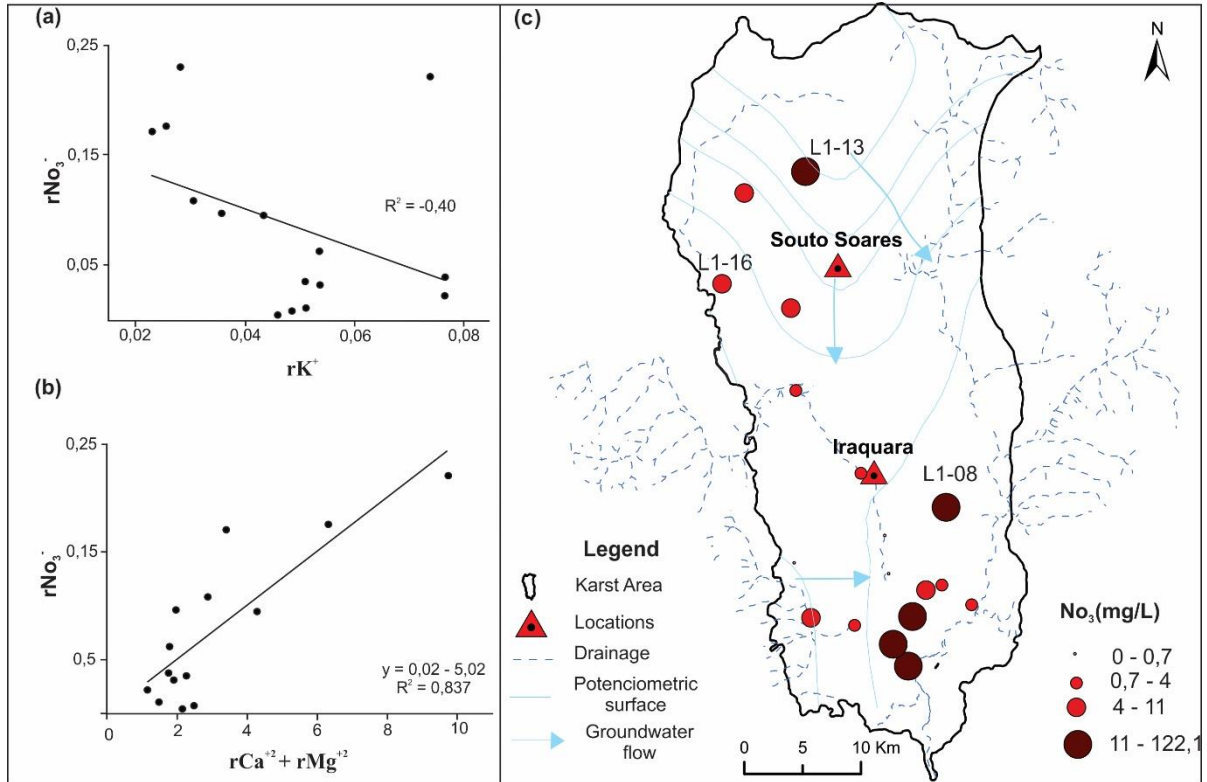 (a)
0,25
0,15
0,05
rNO₃⁻
R² = -0,40
0,02
0,04
0,06
0,08
rK⁺
(b)
0,25
0,15
0,5
rNO₃⁻
y = 0,02 - 5,02
R² = 0,837
0
2
4
6
8
10
rCa⁺² + rMg⁺²
(c)
N
L1-13
Souto Soares
L1-16
Iraquara
L1-08
Legend
Karst Area
Locations
Drainage
Potenciometric
surface
Groundwater
flow
0 5 10 Km
No₃(mg/L)
0 - 0,7
0,7 - 4
4 - 11
11 - 122,1